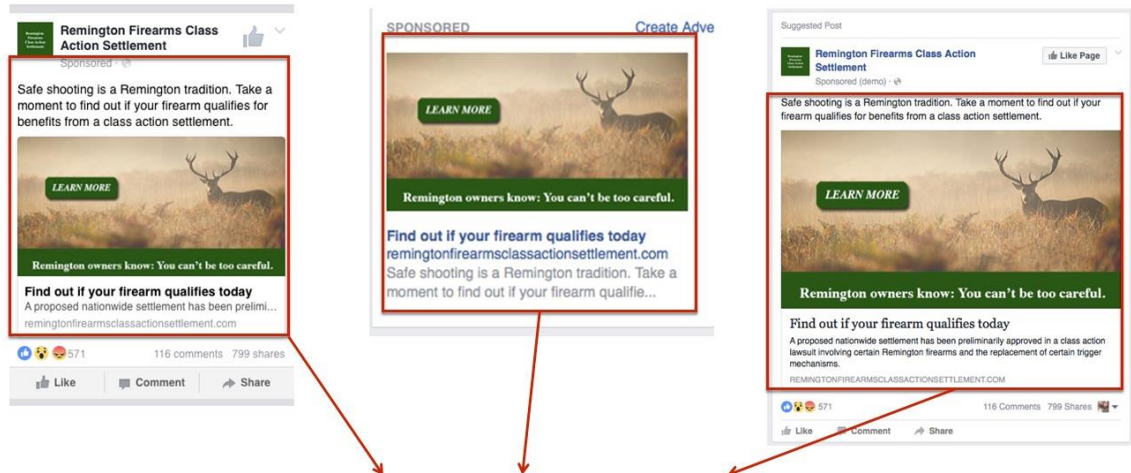 Remington Firearms Class
Action Settlement
Sponsored ·
Safe shooting is a Remington tradition. Take a
moment to find out if your firearm qualifies for
benefits from a class action settlement.
LEARN MORE
Remington owners know: You can't be too careful.
Find out if your firearm qualifies today
A proposed nationwide settlement has been prelimi...
remingtonfirearmsclassactionsettlement.com
571 116 comments 799 shares
Like Comment Share
SPONSORED Create Adve
LEARN MORE
Remington owners know: You can't be too careful.
Find out if your firearm qualifies today
remingtonfirearmsclassactionsettlement.com
Safe shooting is a Remington tradition. Take a
moment to find out if your firearm qualifie...
Suggested Post
Remington Firearms Class Action
Settlement
Like Page
Sponsored (demo) ·
Safe shooting is a Remington tradition. Take a moment to find out if your
firearm qualifies for benefits from a class action settlement.
LEARN MORE
Remington owners know: You can't be too careful.
Find out if your firearm qualifies today
A proposed nationwide settlement has been preliminarily approved in a class action
lawsuit involving certain Remington firearms and the replacement of certain trigger
mechanisms.
REMINGTONFIREARMSCLASSACTIONSETTLEMENT.COM
571 116 Comments 799 Shares
Like Comment Share